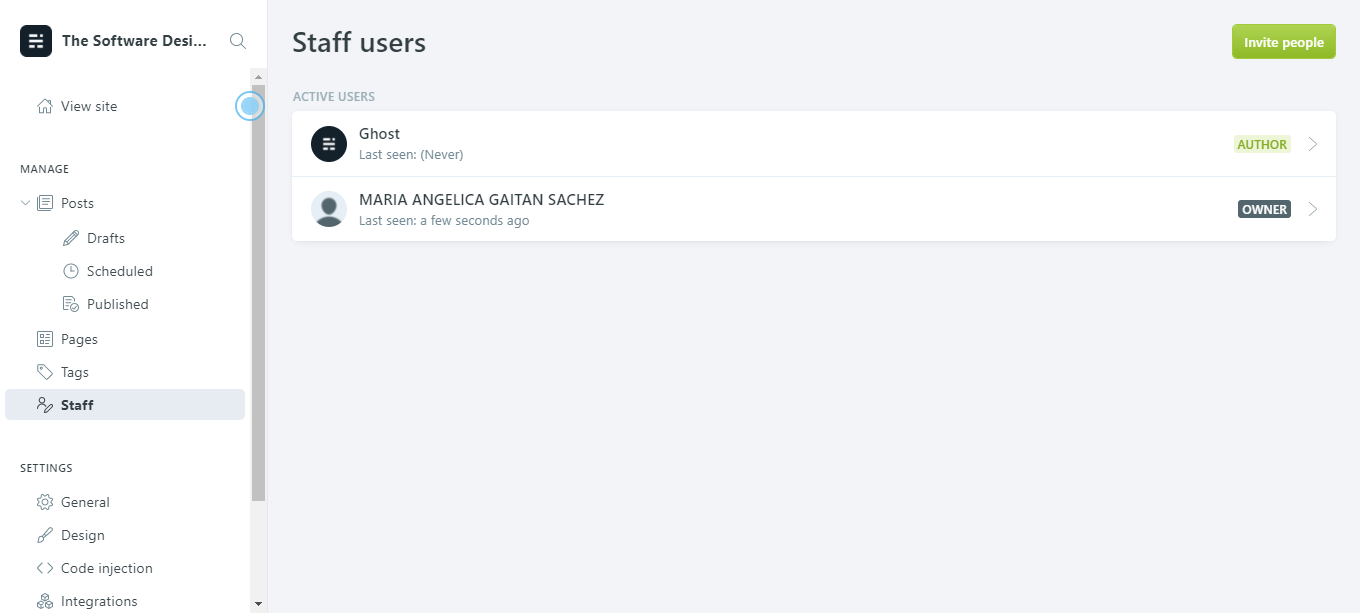 The Software Desi...
View site
MANAGE
Posts
Drafts
Scheduled
Published
Pages
Tags
Staff
SETTINGS
General
Design
Code injection
Integrations
Staff users
Invite people
ACTIVE USERS
Ghost
Last seen: (Never)
AUTHOR
MARIA ANGELICA GAITAN SACHEZ
Last seen: a few seconds ago
OWNER